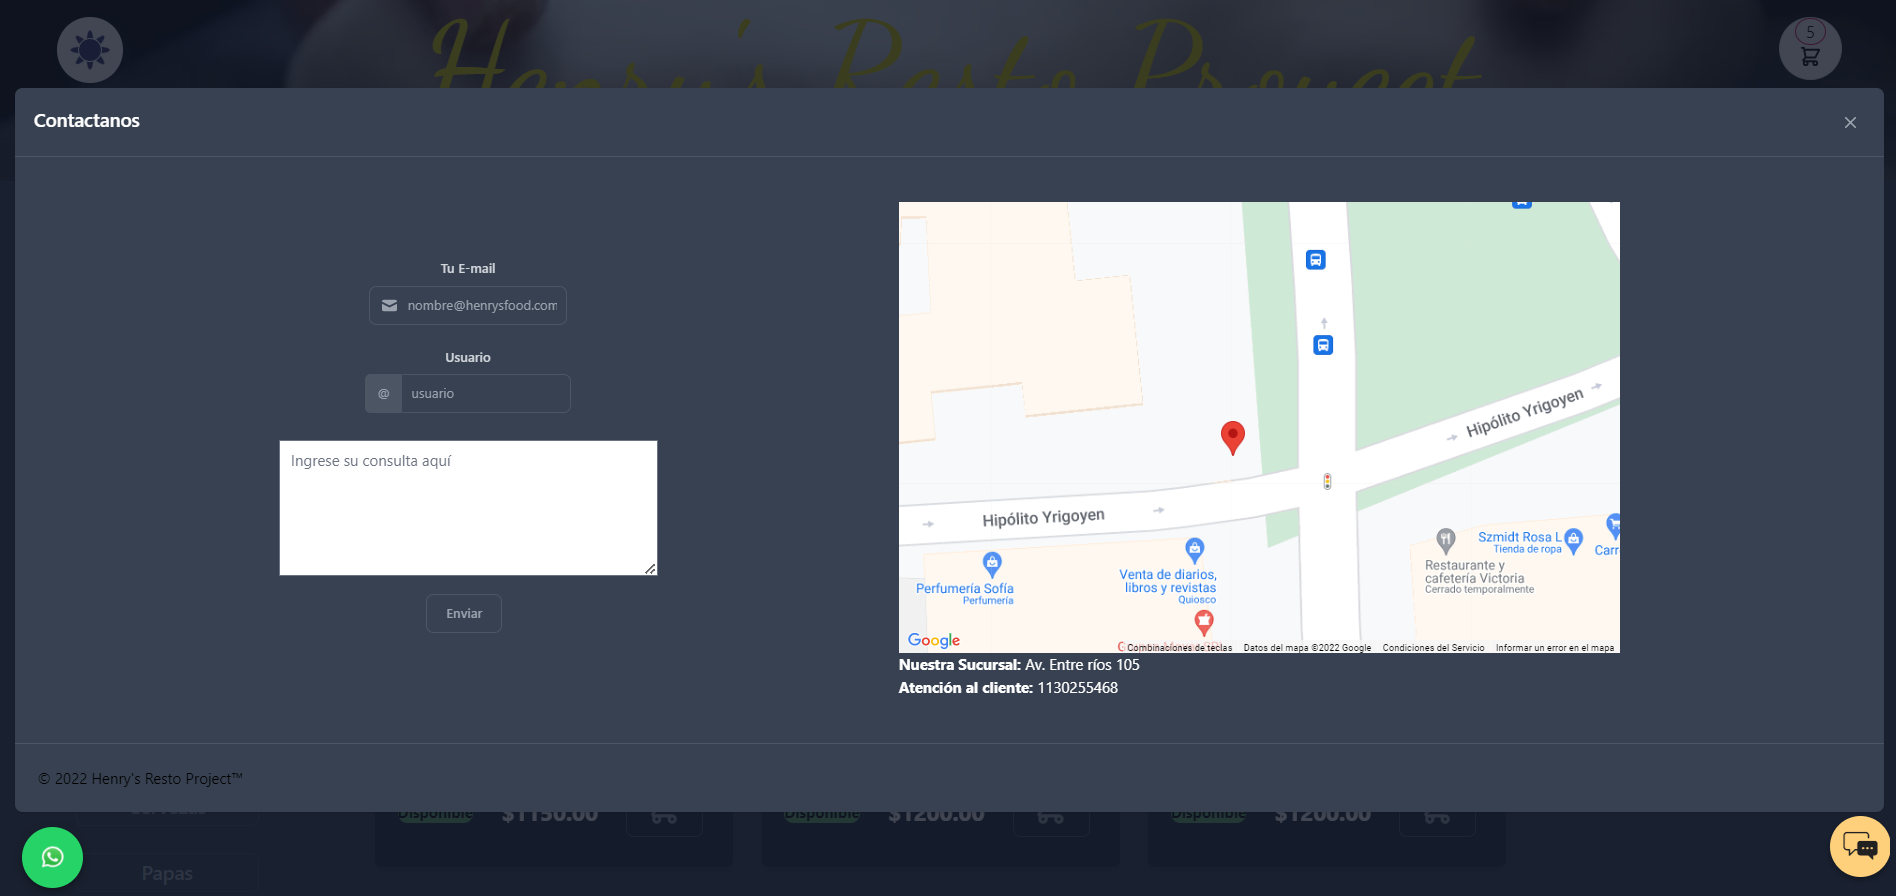 Henry's Resto Proyect
5
Contactanos
Tu E-mail
nombre@henrysfood.com
Usuario
@ usuario
Ingrese su consulta aquí
Enviar
Hipólito Yrigoyen
Hipólito Yrigoyen
Szmidt Rosa L
Tienda de ropa
Carr
Restaurante y
cafetería Victoria
Cerrado temporalmente
Venta de diarios,
libros y revistas
Quiosco
Perfumería Sofía
Perfumería
Google
Combinaciones de teclas Datos del mapa ©2022 Google Condiciones del Servicio Informar un error en el mapa
Nuestra Sucursal: Av. Entre ríos 105
Atención al cliente: 1130255468
© 2022 Henry's Resto Project™
Disponible $1150.00
Disponible $1200.00
Disponible $1200.00
Papas